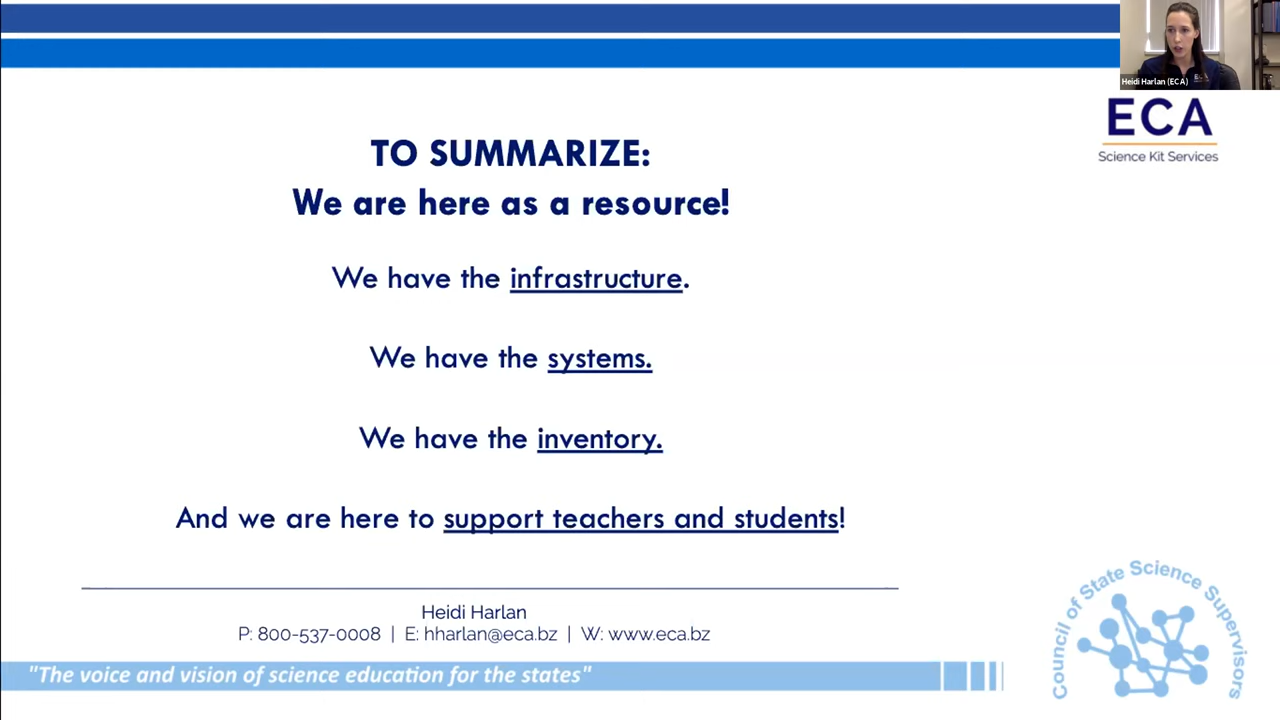 Heidi Harlan (ECA)
ECA
ECA
Science Kit Services
TO SUMMARIZE:
We are here as a resource!
We have the infrastructure.
We have the systems.
We have the inventory.
And we are here to support teachers and students!
Heidi Harlan
P: 800-537-0008 | E: hharlan@eca.bz | W: www.eca.bz
"The voice and vision of science education for the states"
Council of State Science Supervisors